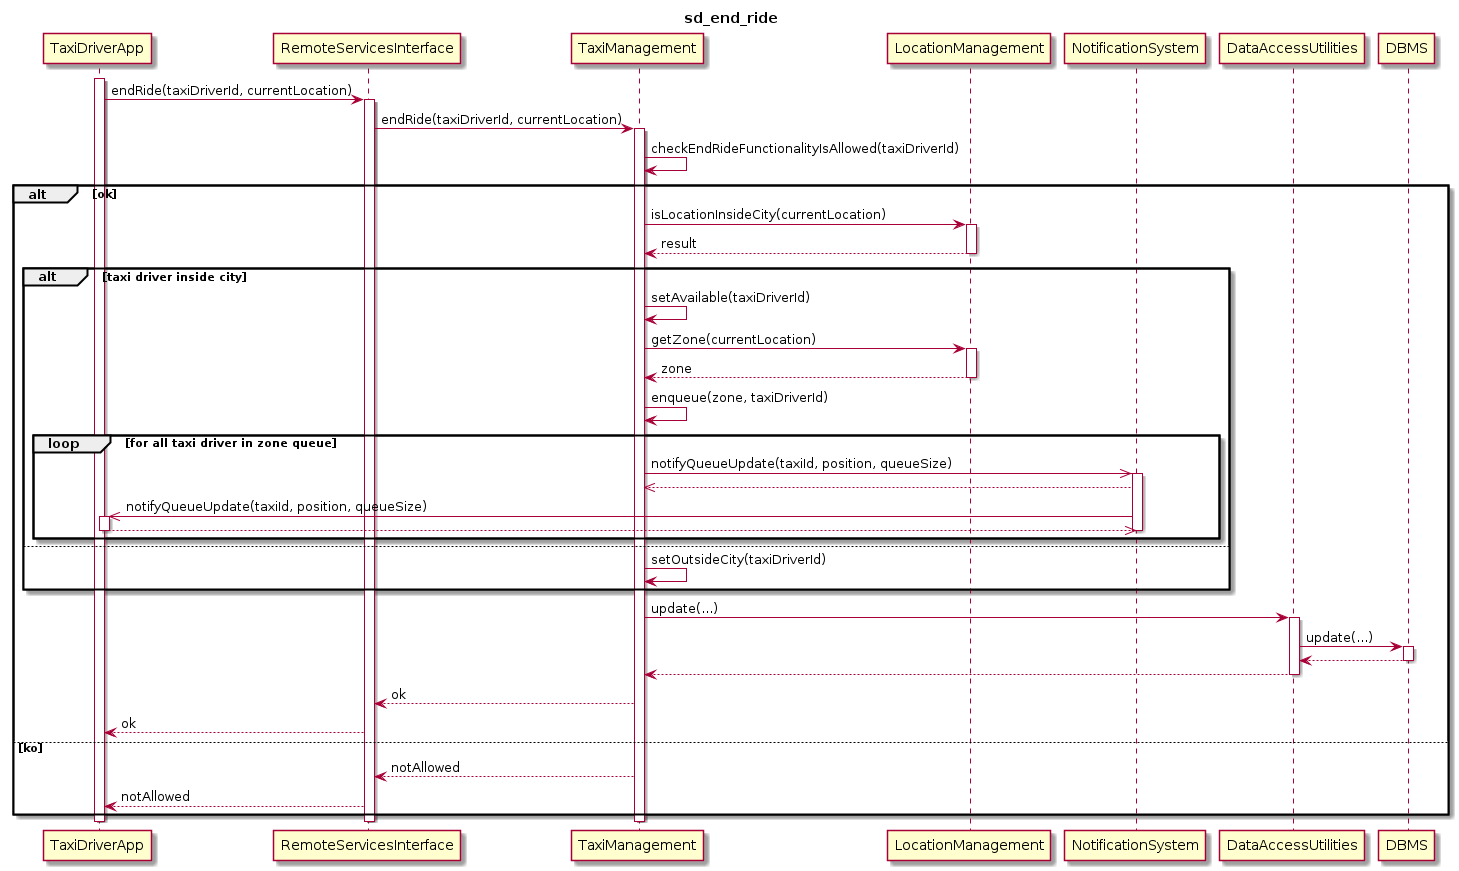 sd_end_ride
TaxiDriverApp RemoteServicesInterface TaxiManagement LocationManagement NotificationSystem DataAccessUtilities DBMS
endRide(taxiDriverId, currentLocation)
endRide(taxiDriverId, currentLocation)
checkEndRideFunctionalityIsAllowed(taxiDriverId)
alt [ok]
isLocationInsideCity(currentLocation)
result
alt [taxi driver inside city]
setAvailable(taxiDriverId)
getZone(currentLocation)
zone
enqueue(zone, taxiDriverId)
loop [for all taxi driver in zone queue]
notifyQueueUpdate(taxiId, position, queueSize)
notifyQueueUpdate(taxiId, position, queueSize)
setOutsideCity(taxiDriverId)
update(...)
update(...)
ok
ok
[ko]
notAllowed
notAllowed
TaxiDriverApp RemoteServicesInterface TaxiManagement LocationManagement NotificationSystem DataAccessUtilities DBMS